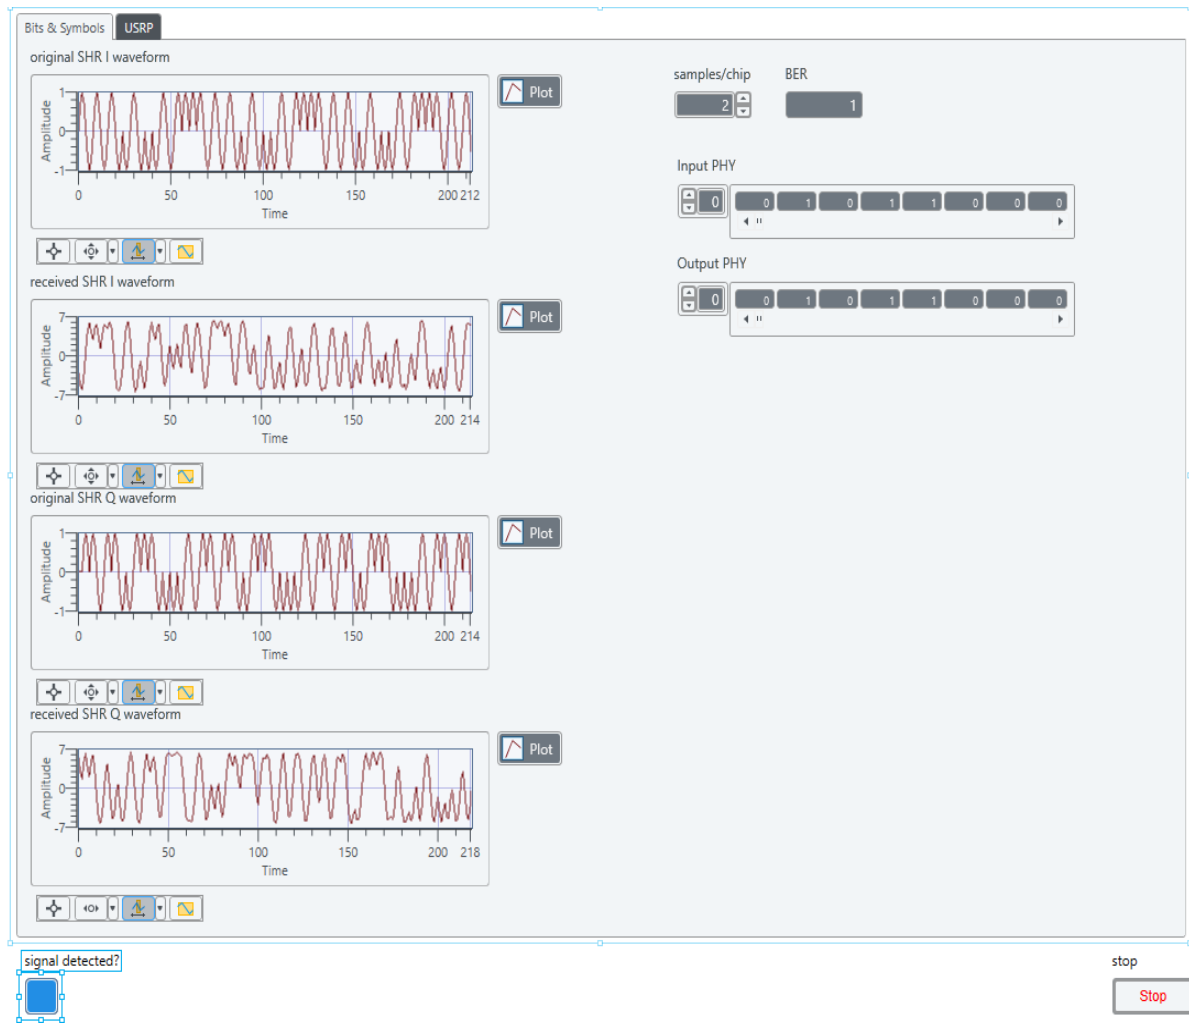 Bits & Symbols USRP
original SHR I waveform
Plot
Amplitude
1
0
-1
0 50 100 150 200 212
Time
samples/chip BER
2 1
Input PHY
0 0 1 0 1 1 0 0 0
Output PHY
0 0 1 0 1 1 0 0 0
received SHR I waveform
Plot
Amplitude
7
0
-7
0 50 100 150 200 214
Time
original SHR Q waveform
Plot
Amplitude
1
0
-1
0 50 100 150 200 214
Time
received SHR Q waveform
Plot
Amplitude
7
0
-7
0 50 100 150 200 218
Time
signal detected?
stop
Stop